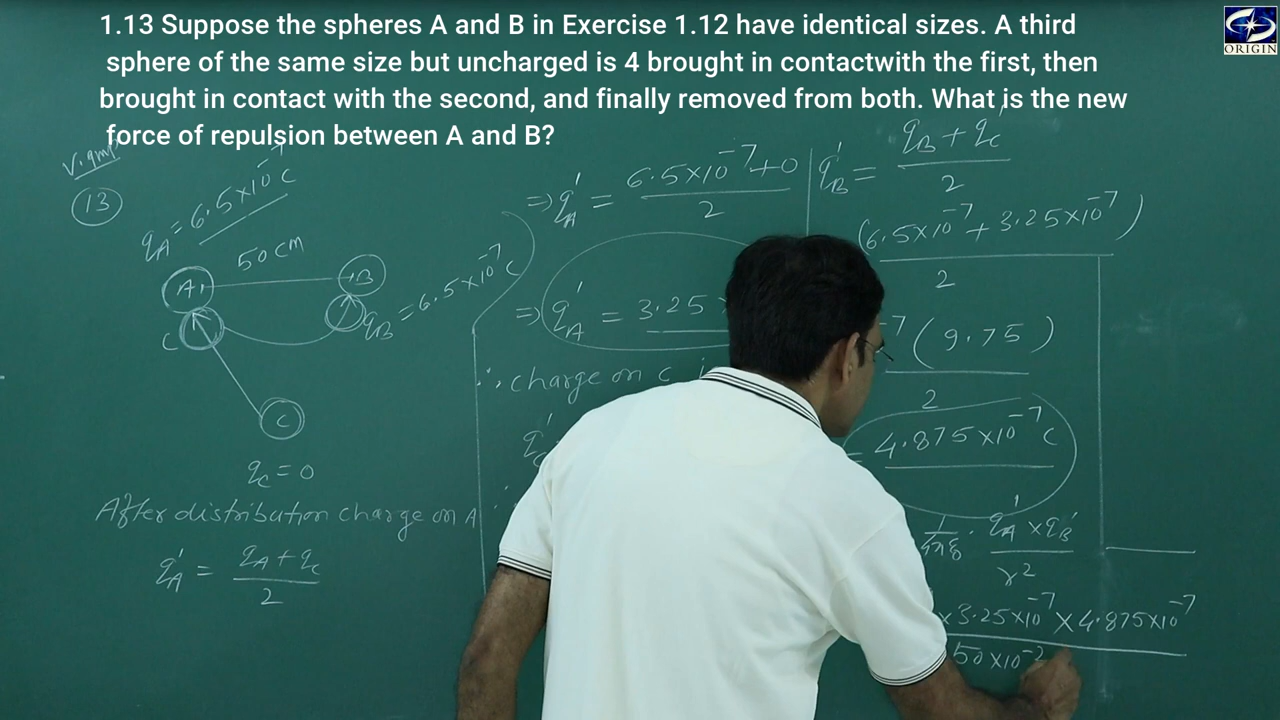 1.13 Suppose the spheres A and B in Exercise 1.12 have identical sizes. A third
sphere of the same size but uncharged is 4 brought in contactwith the first, then
brought in contact with the second, and finally removed from both. What is the new
force of repulsion between A and B?
ORIGIN
V.Imp
13
qA = 6.5×10⁻⁷ C
50 CM
A
B
C
qB = 6.5×10⁻⁷ C
C
qC = 0
After distribution charge on A
q'A = qA + qC
2
⇒ q'A = 6.5×10⁻⁷ + 0
2
⇒ q'A = 3.25
∴ charge on C
q'C
∴
q'B = qB + q'C
2
(6.5×10⁻⁷ + 3.25×10⁻⁷)
2
⁻⁷ (9.75)
2
= 4.875×10⁻⁷ C
1/4πε₀ · q'A × q'B
r²
× 3.25×10⁻⁷ × 4.875×10⁻⁷
50×10⁻²